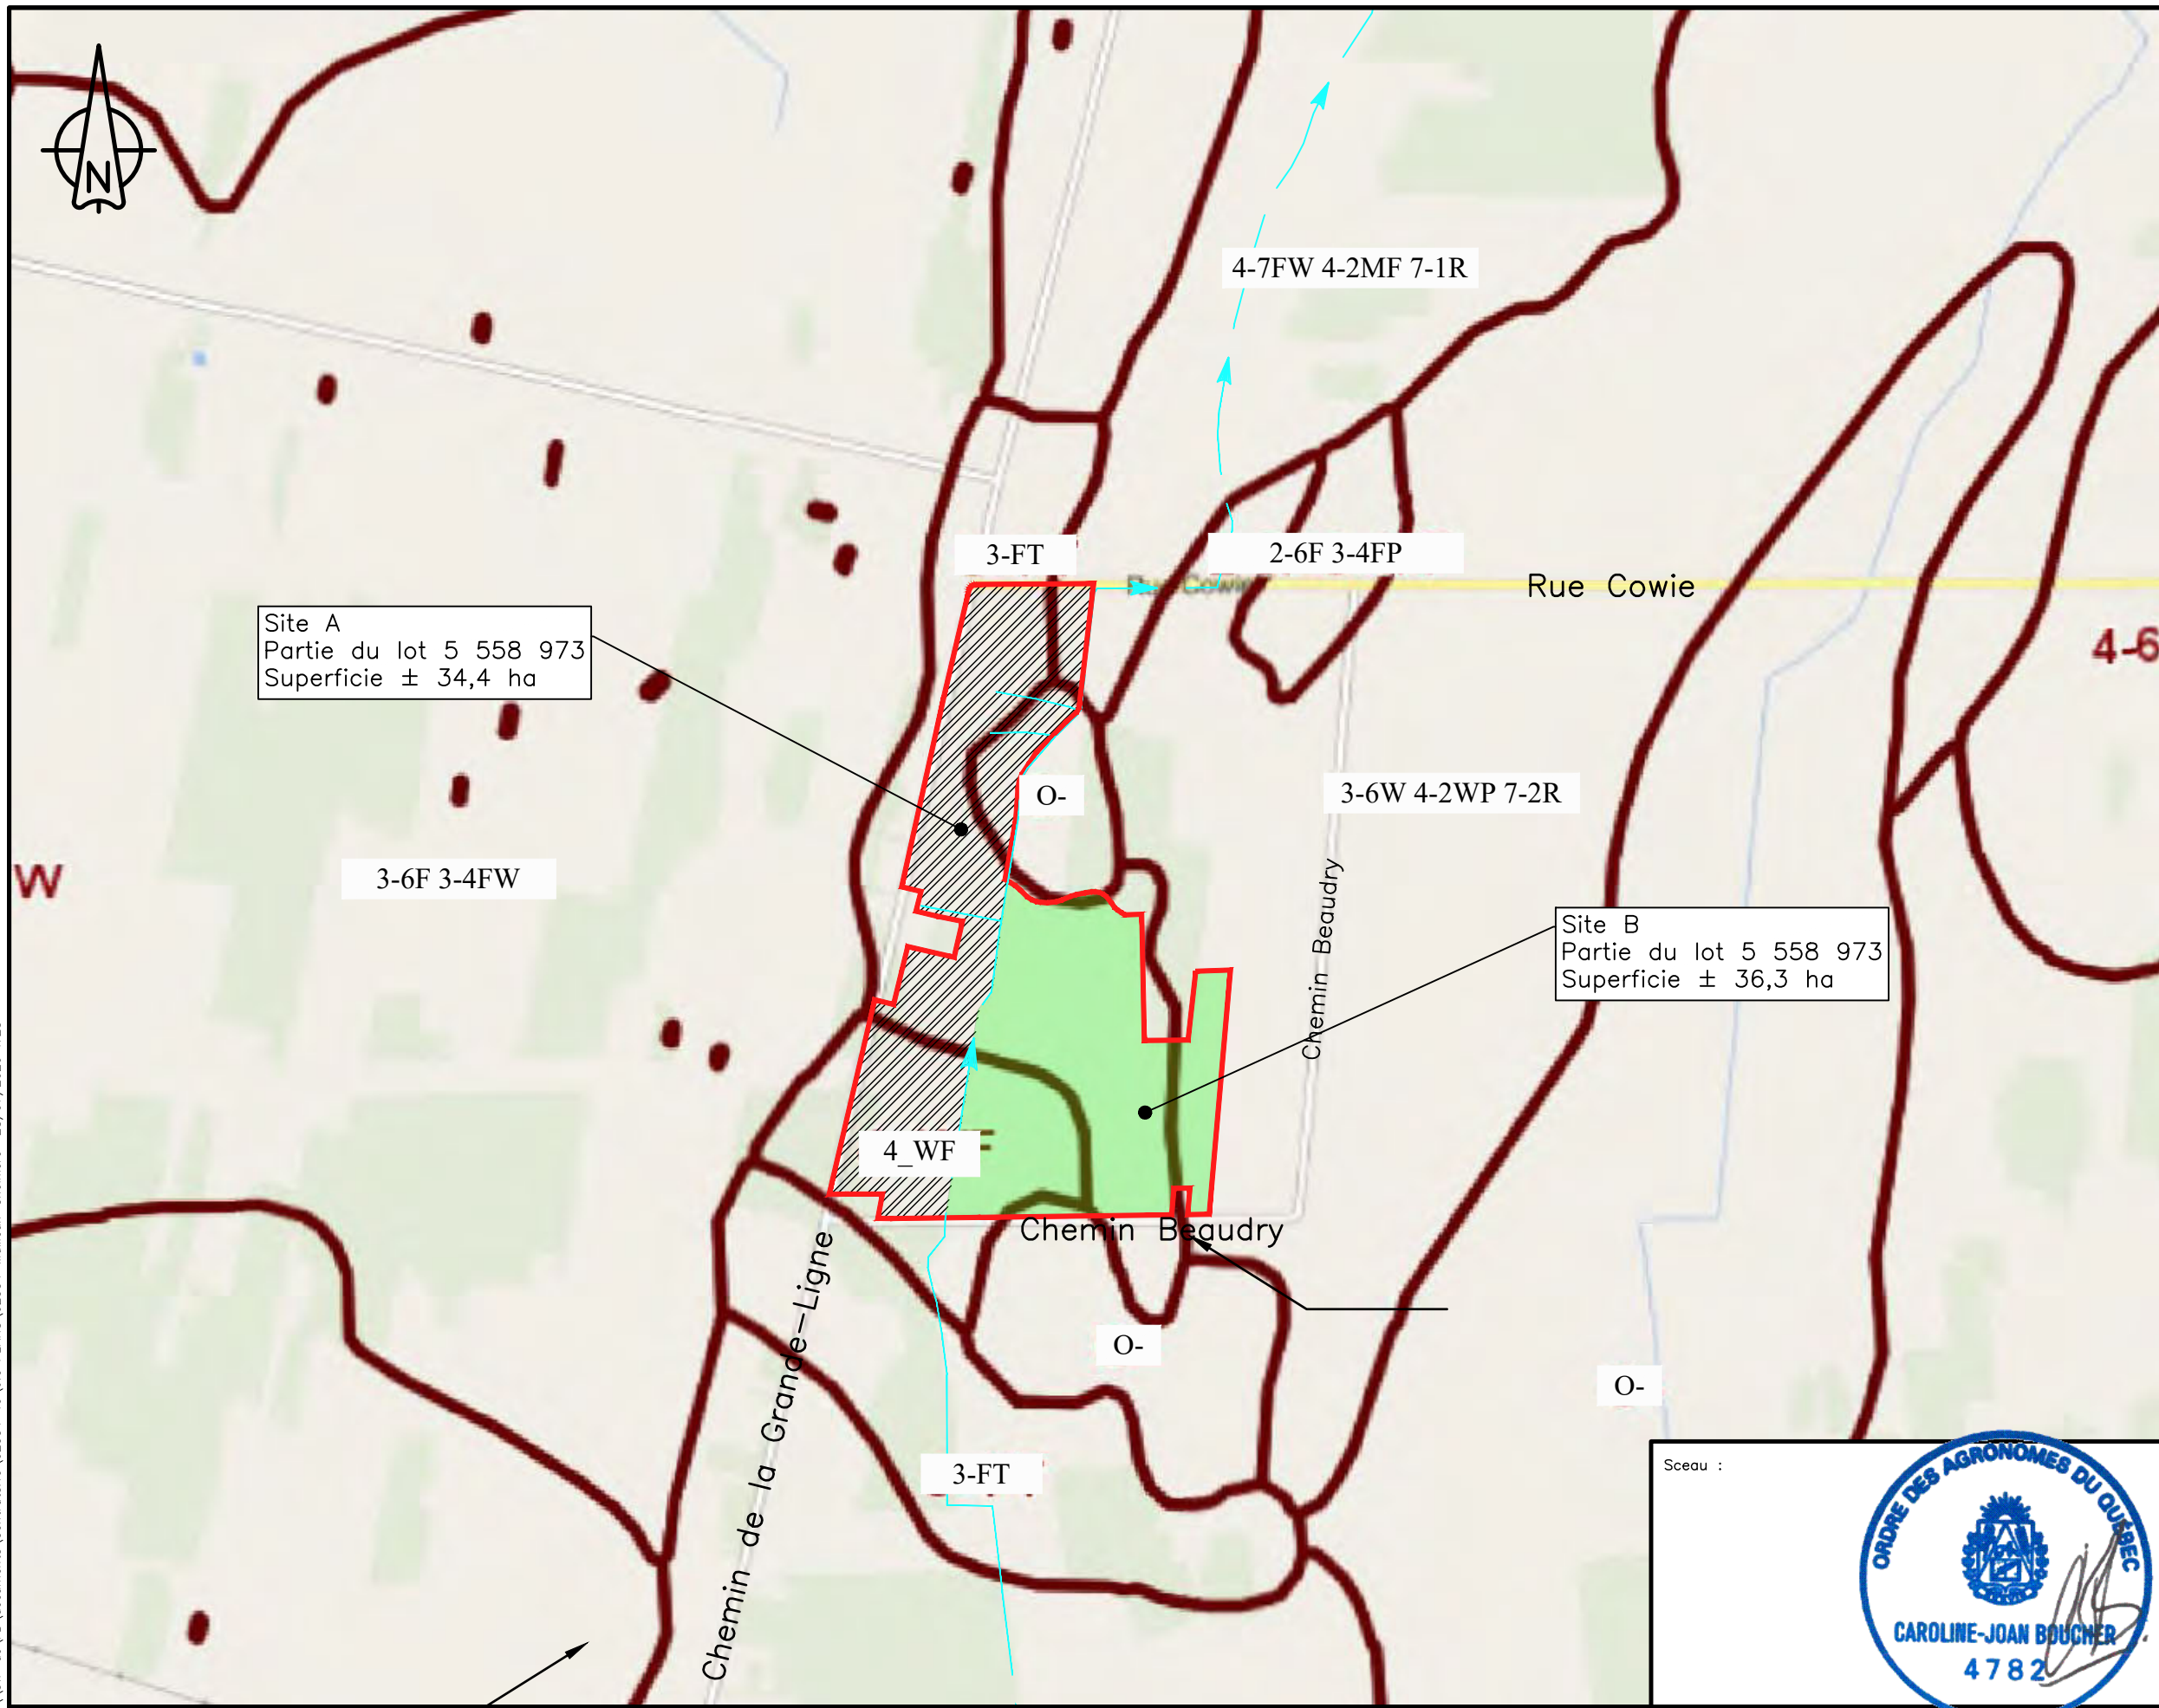 N
4-7FW 4-2MF 7-1R
3-FT
2-6F 3-4FP
Rue Cowie
Rue Cowie
Site A
Partie du lot 5 558 973
Superficie ± 34,4 ha
4-6
O-
3-6W 4-2WP 7-2R
W
3-6F 3-4FW
Chemin Beaudry
Site B
Partie du lot 5 558 973
Superficie ± 36,3 ha
4_WF
Chemin Beaudry
Chemin de la Grande-Ligne
O-
O-
3-FT
Sceau :
ORDRE DES AGRONOMES DU QUÉBEC
CAROLINE-JOAN BOUCHER
4782